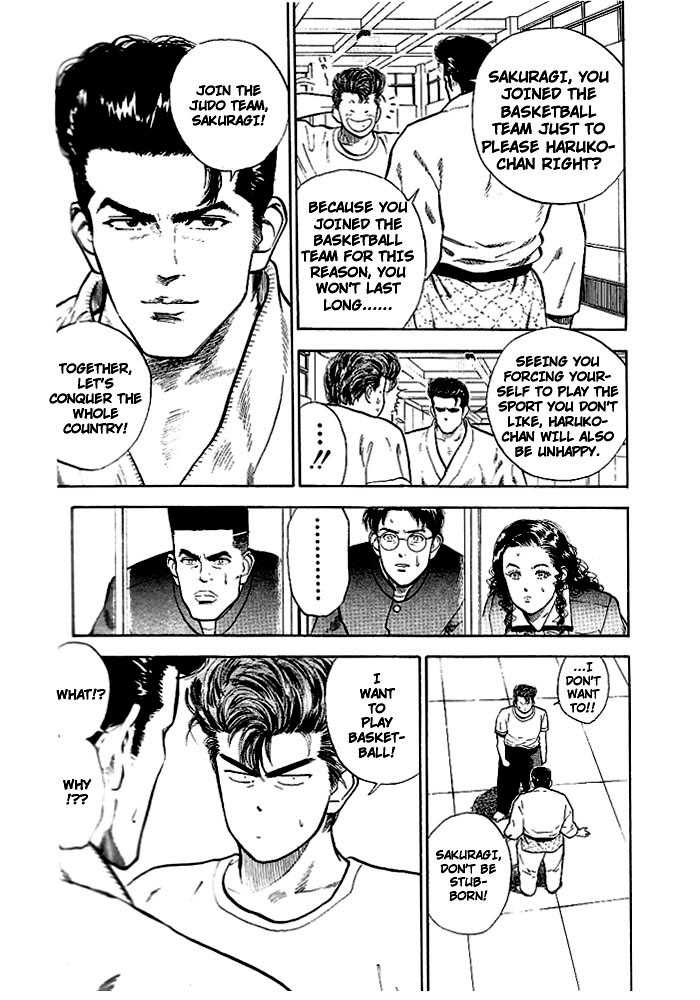 SAKURAGI, YOU
JOINED THE
BASKETBALL
TEAM JUST TO
PLEASE HARUKO-
CHAN RIGHT?
BECAUSE YOU
JOINED THE
BASKETBALL
TEAM FOR THIS
REASON, YOU
WON'T LAST
LONG......
SEEING YOU
FORCING YOUR-
SELF TO PLAY THE
SPORT YOU DON'T
LIKE, HARUKO-
CHAN WILL ALSO
BE UNHAPPY.
...!!
JOIN THE
JUDO TEAM,
SAKURAGI!
TOGETHER,
LET'S
CONQUER THE
WHOLE
COUNTRY!
........
...I
DON'T
WANT
TO!!
SAKURAGI,
DON'T BE
STUB-
BORN!
I
WANT
TO
PLAY
BASKET-
BALL!
WHAT!?
WHY
!??